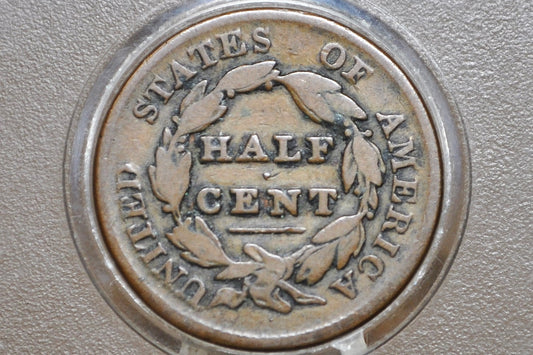 UNITED STATES OF AMERICA
HALF
CENT